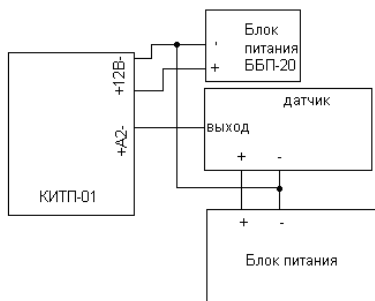 Блок
питания
ББП-20
-
+
+12В-
+А2-
КИТП-01
датчик
выход
+ -
+ -
Блок питания